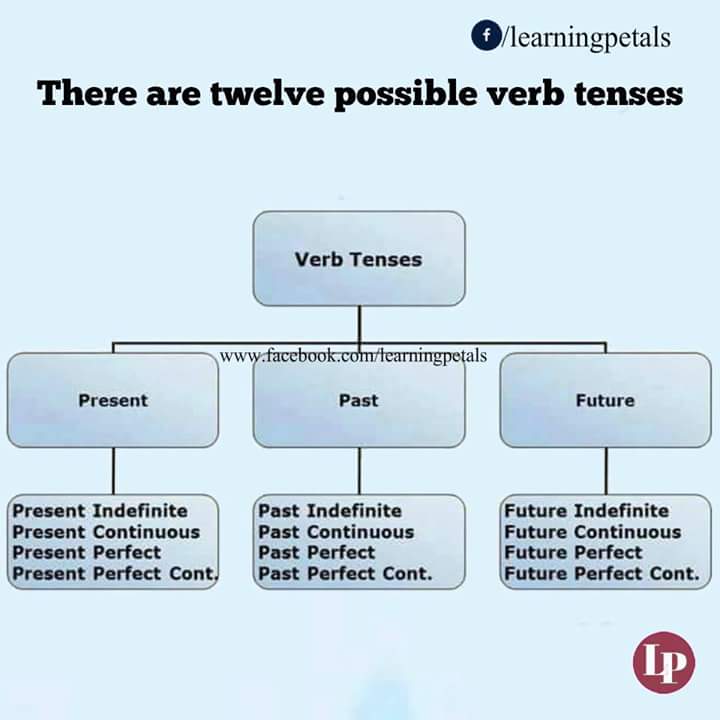 /learningpetals
There are twelve possible verb tenses
Verb Tenses
www.facebook.com/learningpetals
Present
Past
Future
Present Indefinite
Present Continuous
Present Perfect
Present Perfect Cont.
Past Indefinite
Past Continuous
Past Perfect
Past Perfect Cont.
Future Indefinite
Future Continuous
Future Perfect
Future Perfect Cont.
LP